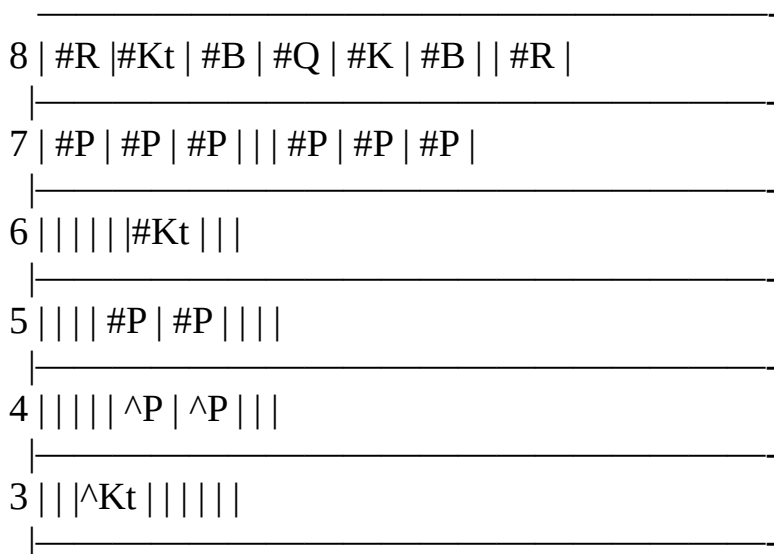 8 | #R |#Kt | #B | #Q | #K | #B | | #R |
|———————————————————-
7 | #P | #P | #P | | | #P | #P | #P |
|———————————————————-
6 | | | | | |#Kt | | |
|———————————————————-
5 | | | | #P | #P | | | |
|———————————————————-
4 | | | | | ^P | ^P | | |
|———————————————————-
3 | | |^Kt | | | | | |
|———————————————————-